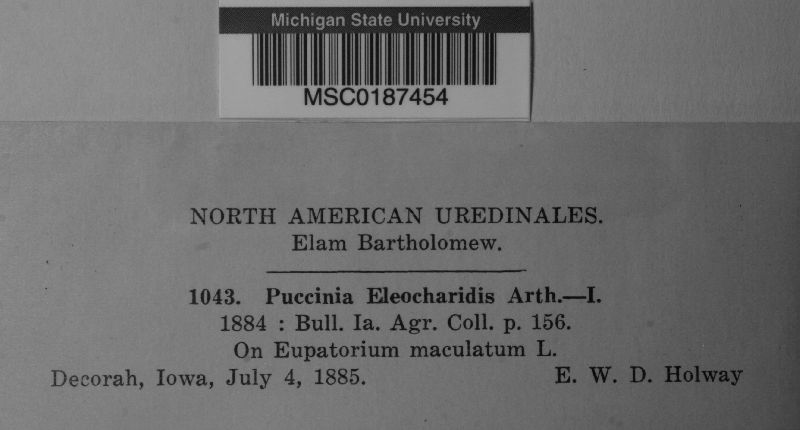 Michigan State University
MSC0187454
NORTH AMERICAN UREDINALES.
Elam Bartholomew.
1043. Puccinia Eleocharidis Arth.—I.
1884 : Bull. Ia. Agr. Coll. p. 156.
On Eupatorium maculatum L.
Decorah, Iowa, July 4, 1885. E. W. D. Holway